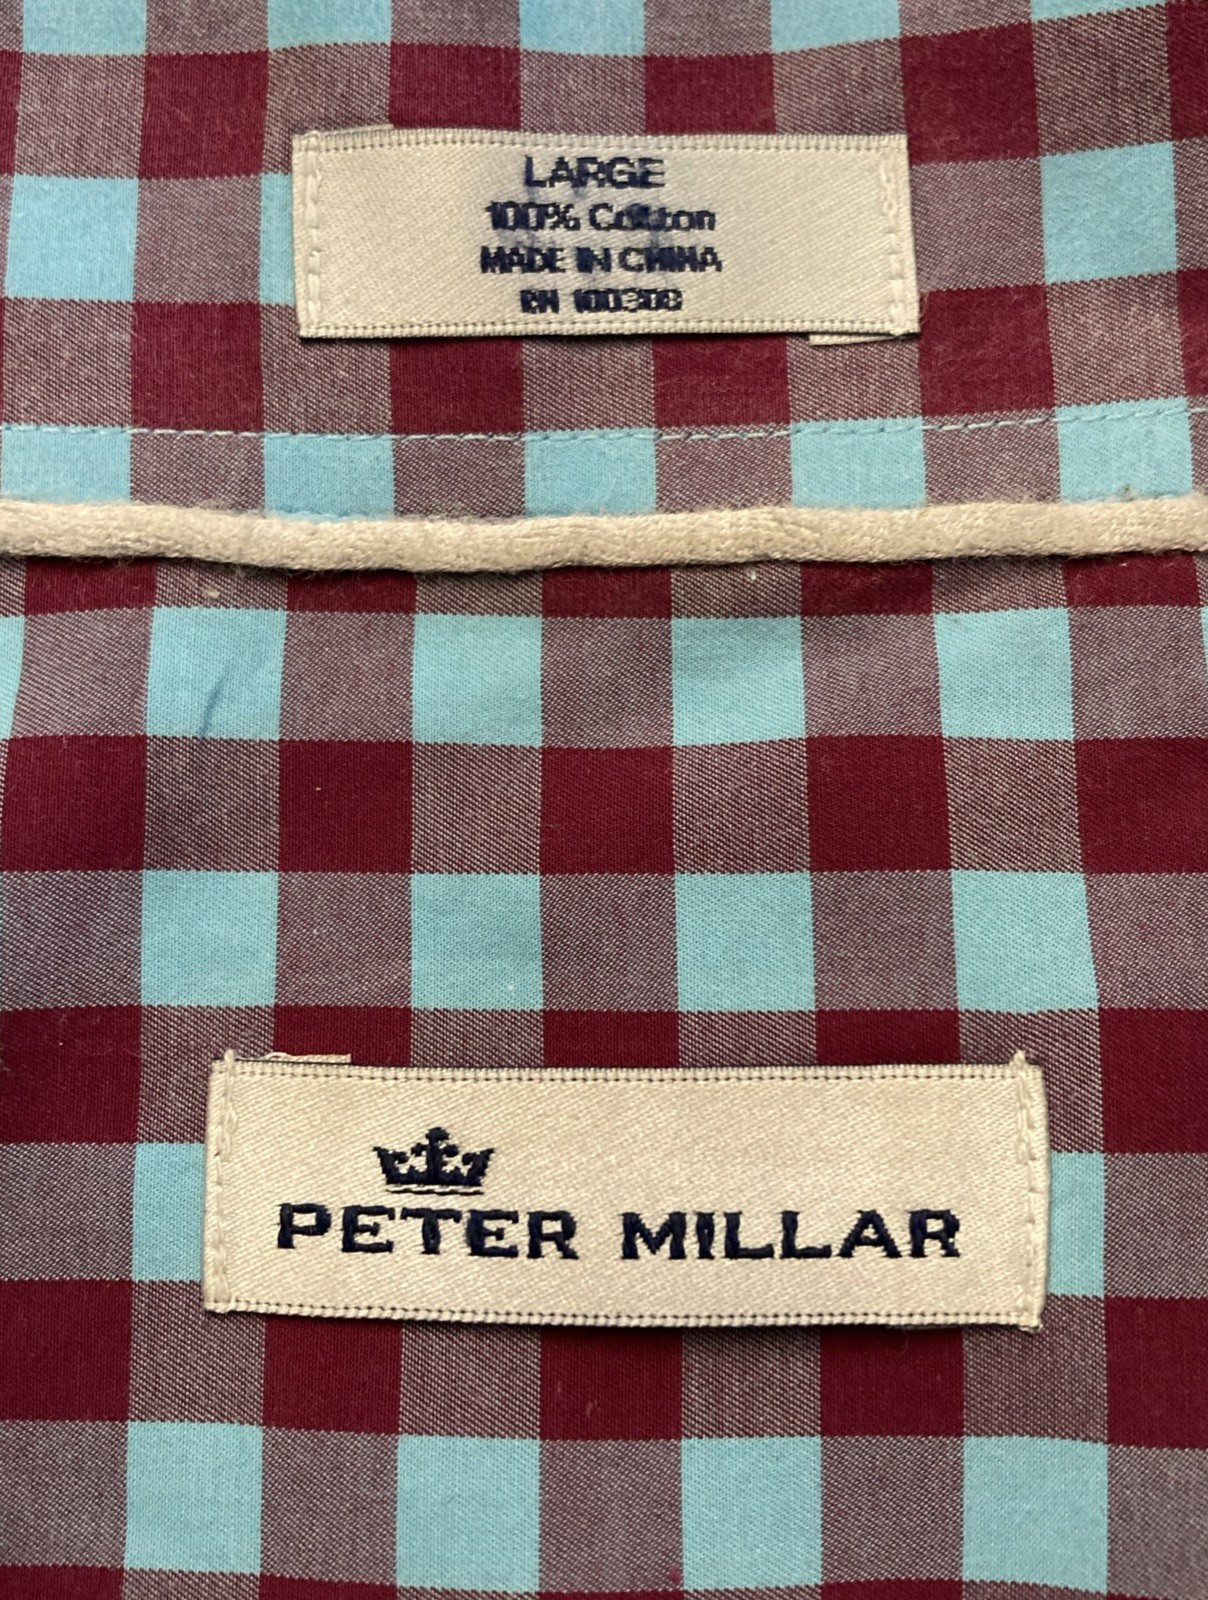 LARGE
100% Cotton
MADE IN CHINA
RN 100308
PETER MILLAR